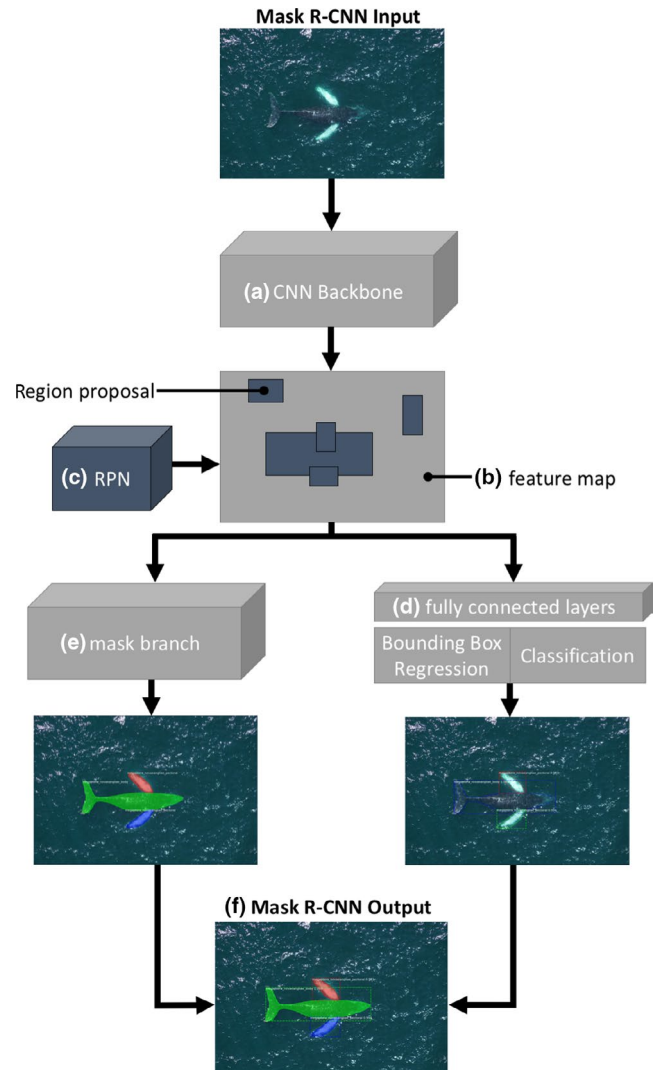 Mask R-CNN Input
(a) CNN Backbone
Region proposal
(c) RPN
(b) feature map
(d) fully connected layers
(e) mask branch
Bounding Box
Regression
Classification
(f) Mask R-CNN Output